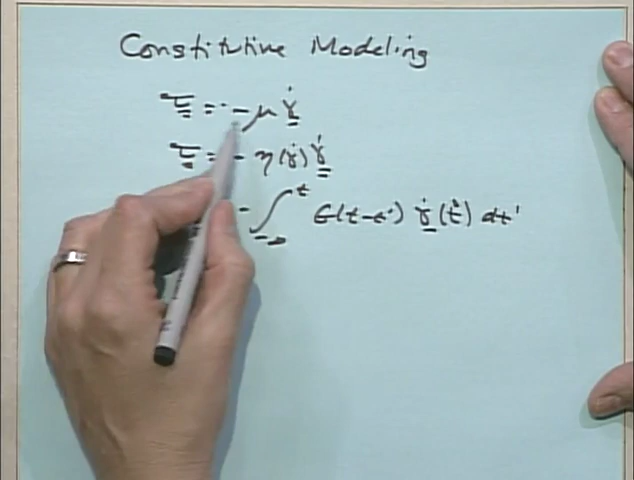 Constitutive Modeling
τ = - μ γ̇
τ = - η(γ̇) γ̇
- ∫_{-∞}^{t} G(t-t') γ̇(t') dt'